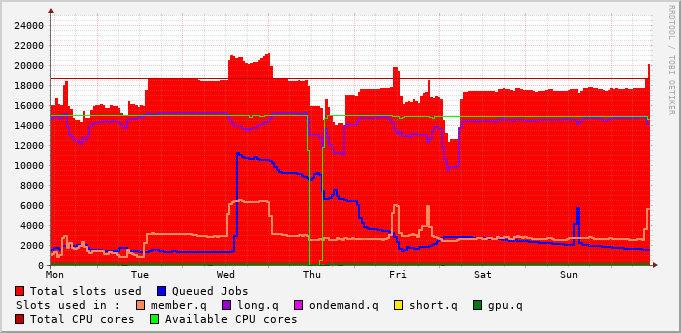 24000
22000
20000
18000
16000
14000
12000
10000
8000
6000
4000
2000
0
Mon Tue Wed Thu Fri Sat Sun
RRDTOOL / TOBI OETIKER
Total slots used Queued Jobs
Slots used in : member.q long.q ondemand.q short.q gpu.q
Total CPU cores Available CPU cores